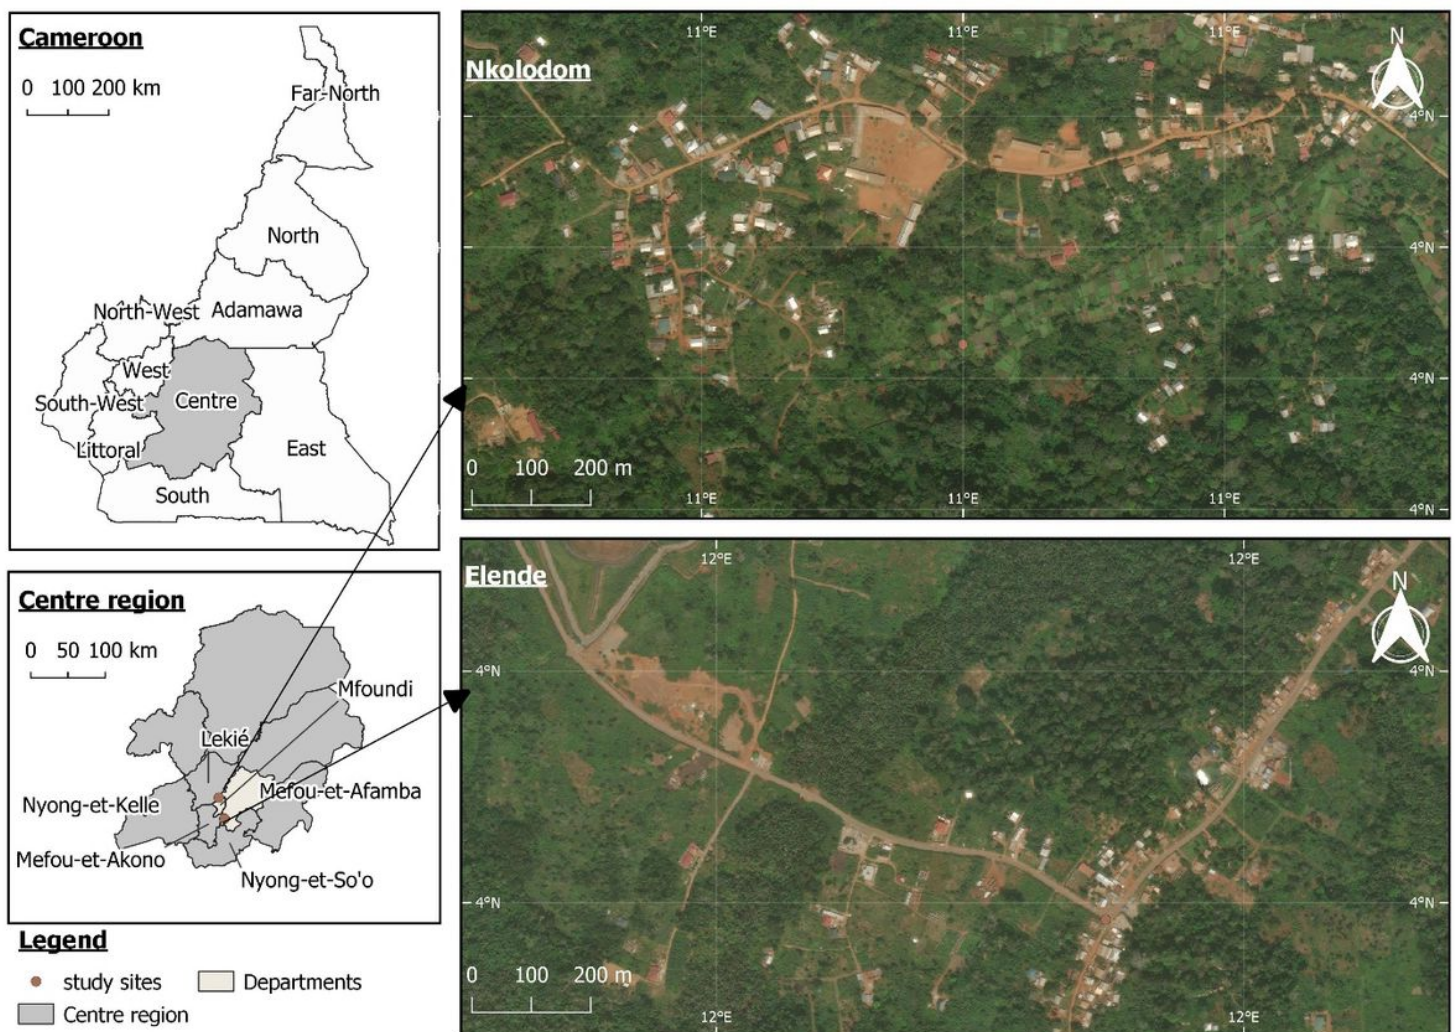 Cameroon
0 100 200 km
Far-North
North
Adamawa
North-West
West
South-West
Centre
Littoral
East
South
Centre region
0 50 100 km
Mfoundi
Lekié
Mefou-et-Afamba
Nyong-et-Kelle
Mefou-et-Akono
Nyong-et-So'o
Legend
study sites
Departments
Centre region
11°E 11°E 11°E
Nkolodom
N
4°N
4°N
4°N
4°N
0 100 200 m
11°E 11°E 11°E
12°E 12°E
Elende
N
4°N 4°N
4°N 4°N
0 100 200 m
12°E 12°E